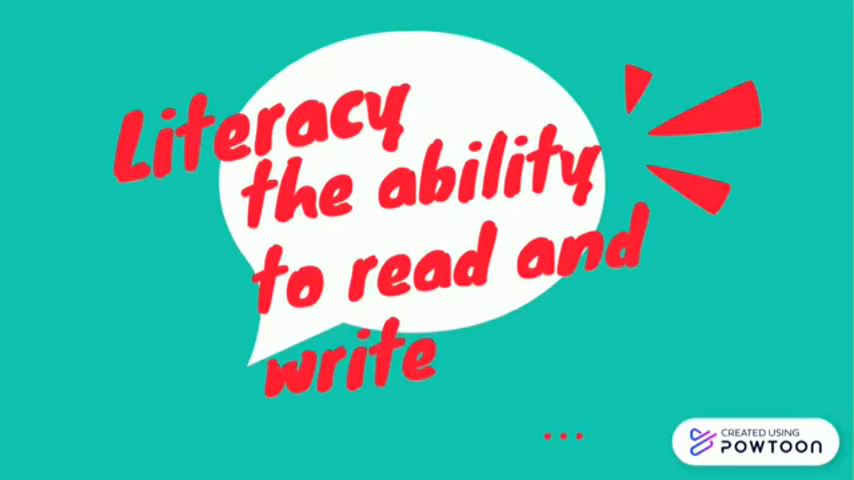 Literacy
the ability
to read and
write
...
CREATED USING
POWTOON